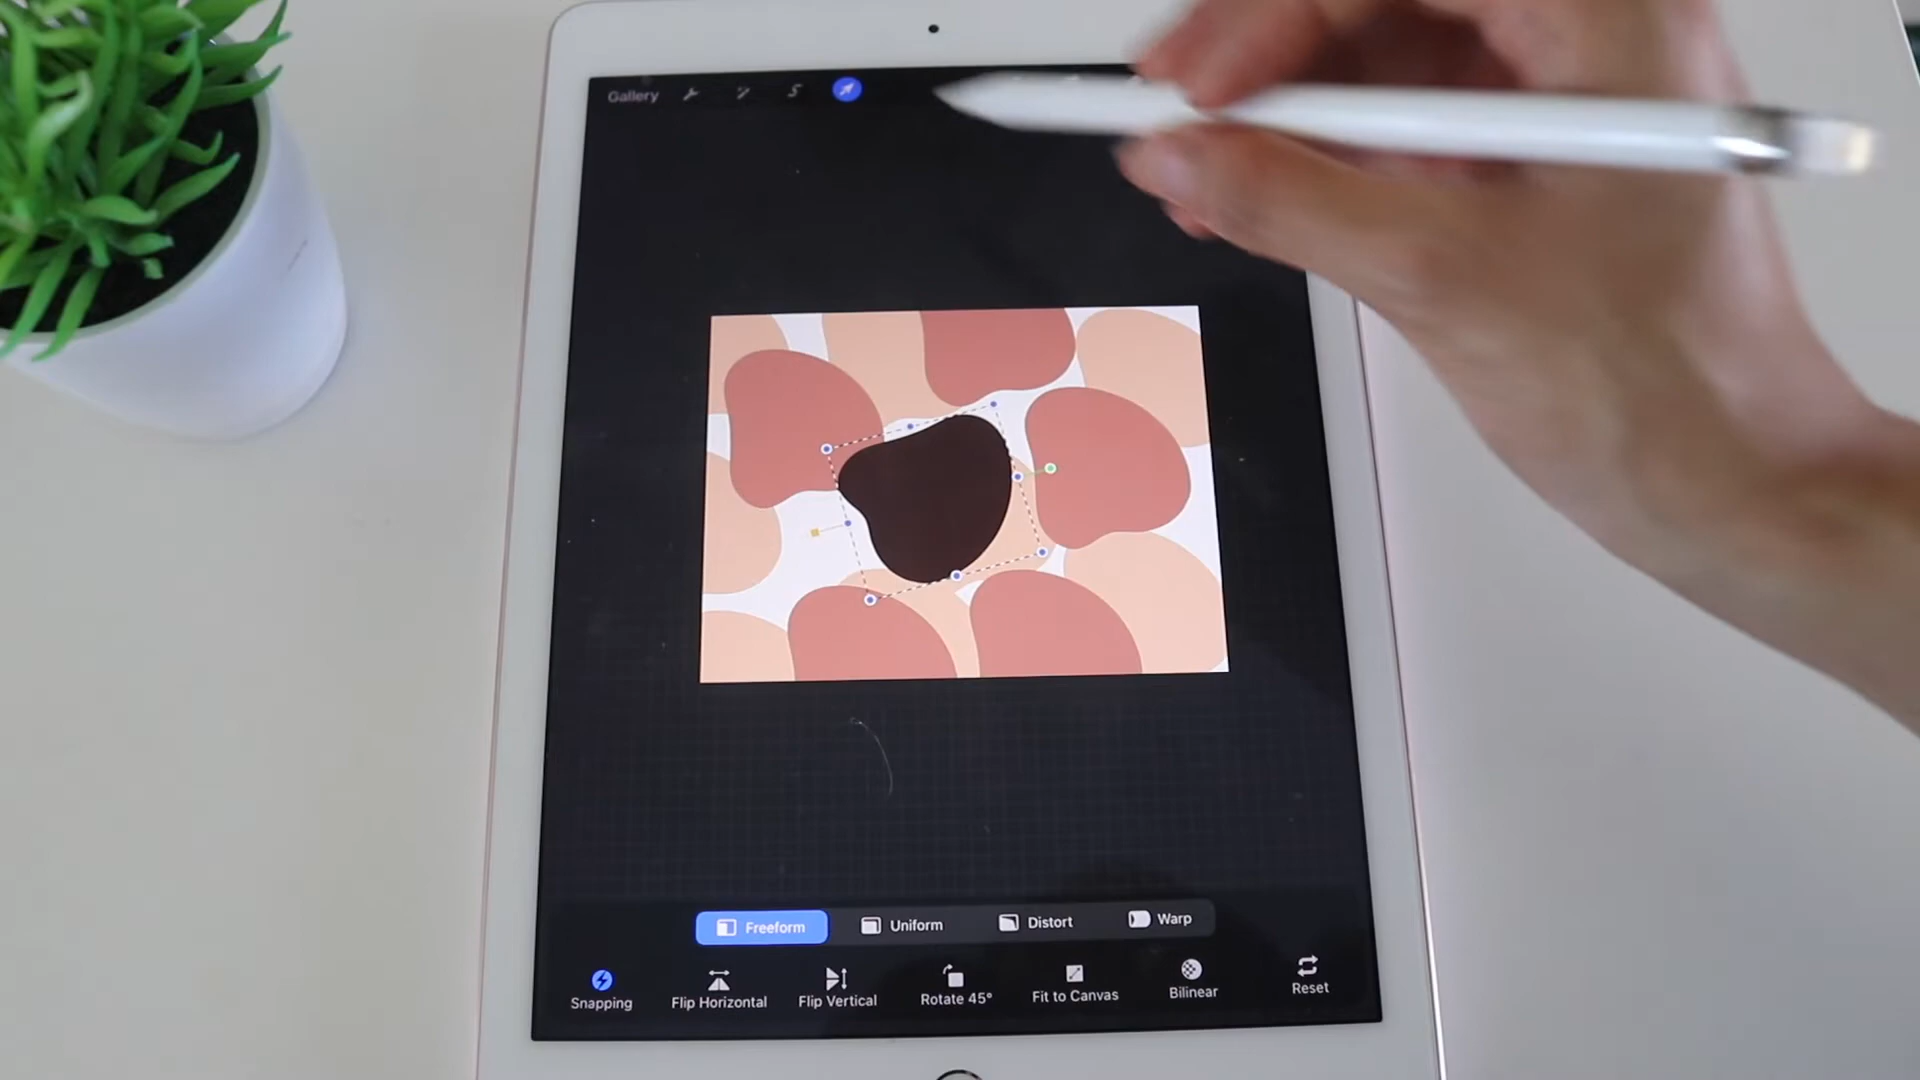 Gallery
Freeform Uniform Distort Warp
Snapping Flip Horizontal Flip Vertical Rotate 45° Fit to Canvas Bilinear Reset